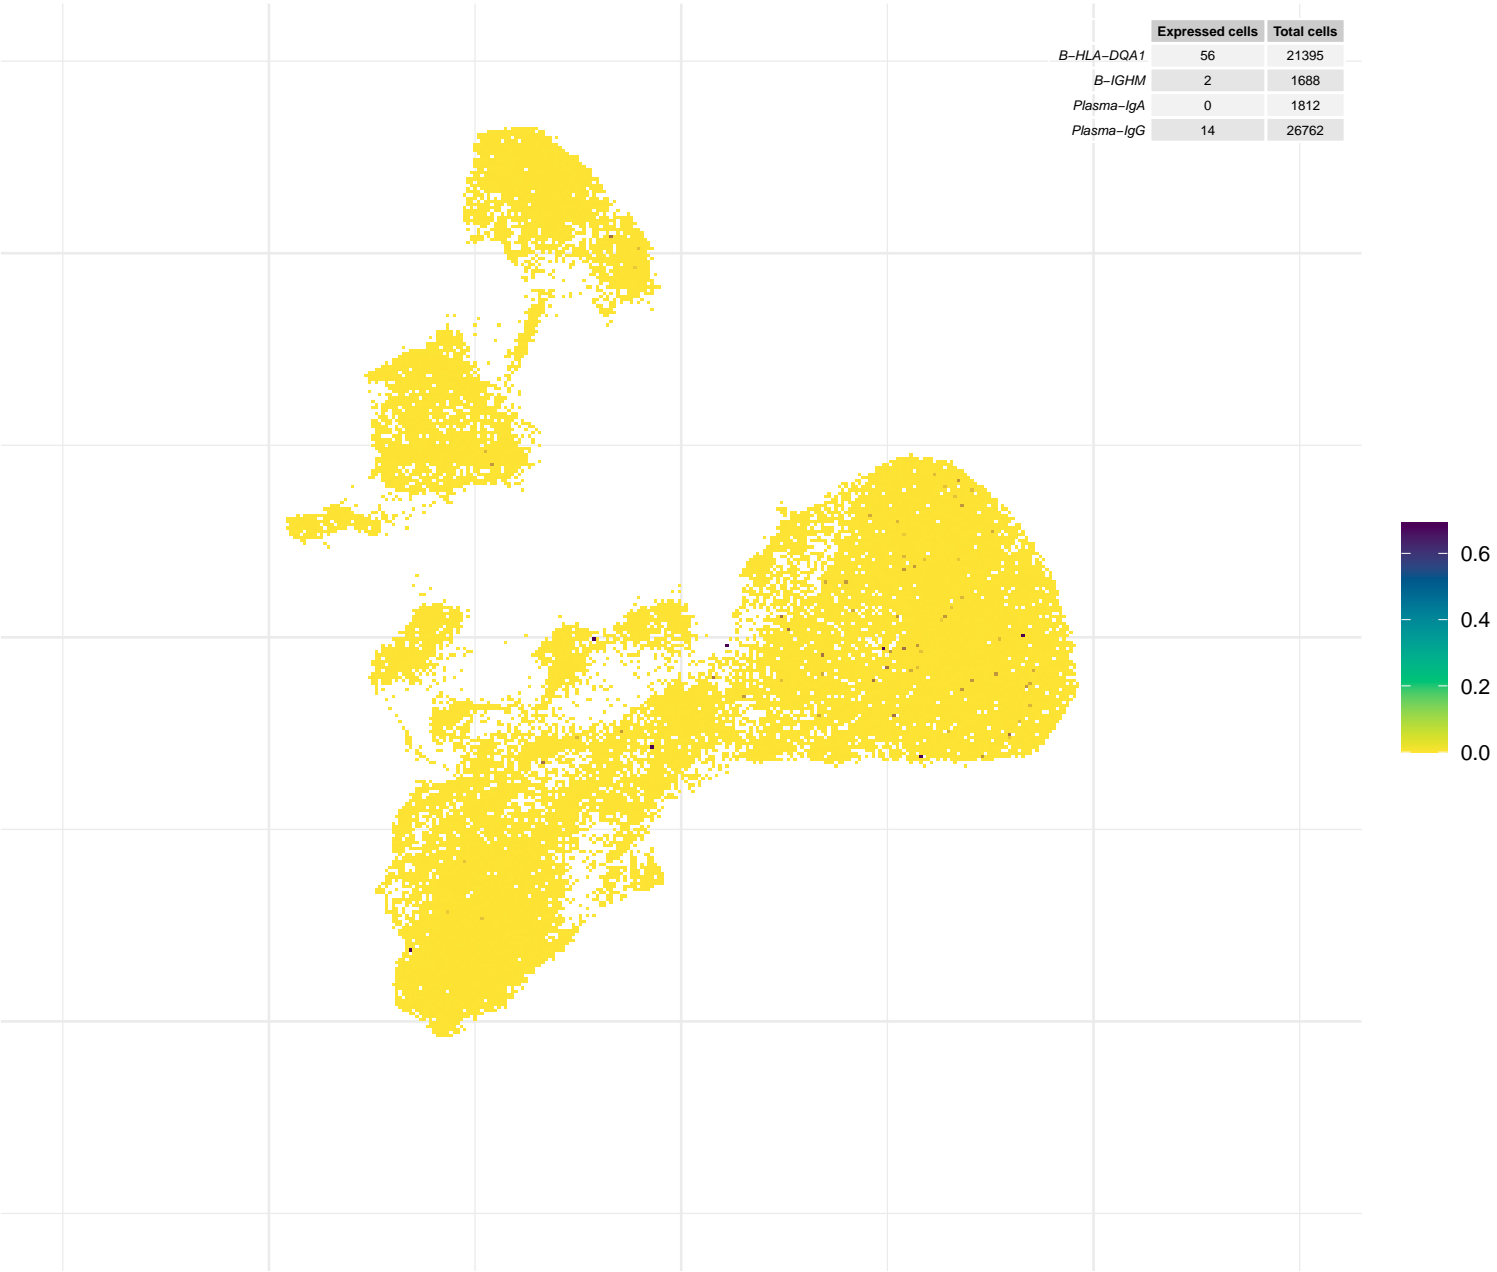 Expressed cells Total cells
B−HLA−DQA1 56 21395
B−IGHM 2 1688
Plasma−IgA 0 1812
Plasma−IgG 14 26762
0.6
0.4
0.2
0.0